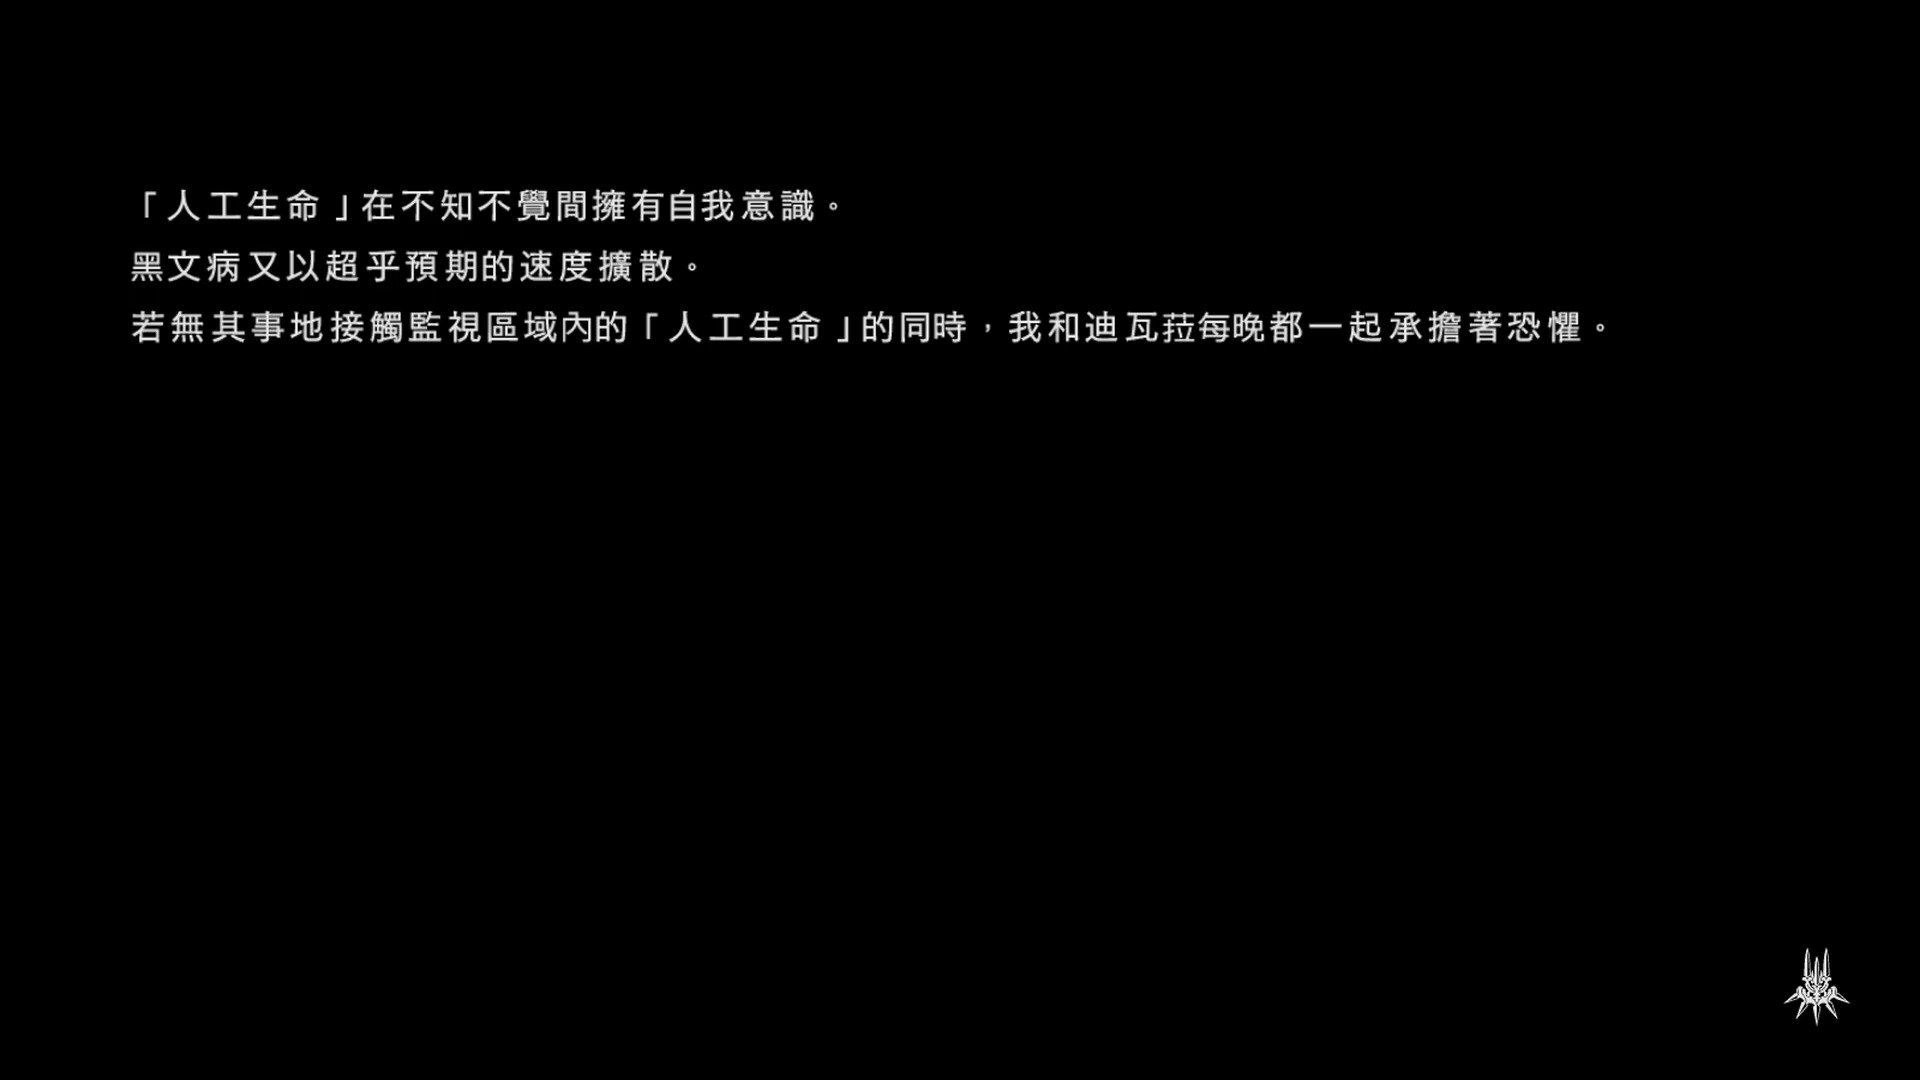 「人工生命」在不知不覺間擁有自我意識。
黑文病又以超乎預期的速度擴散。
若無其事地接觸監視區域內的「人工生命」的同時，我和迪瓦菈每晚都一起承擔著恐懼。